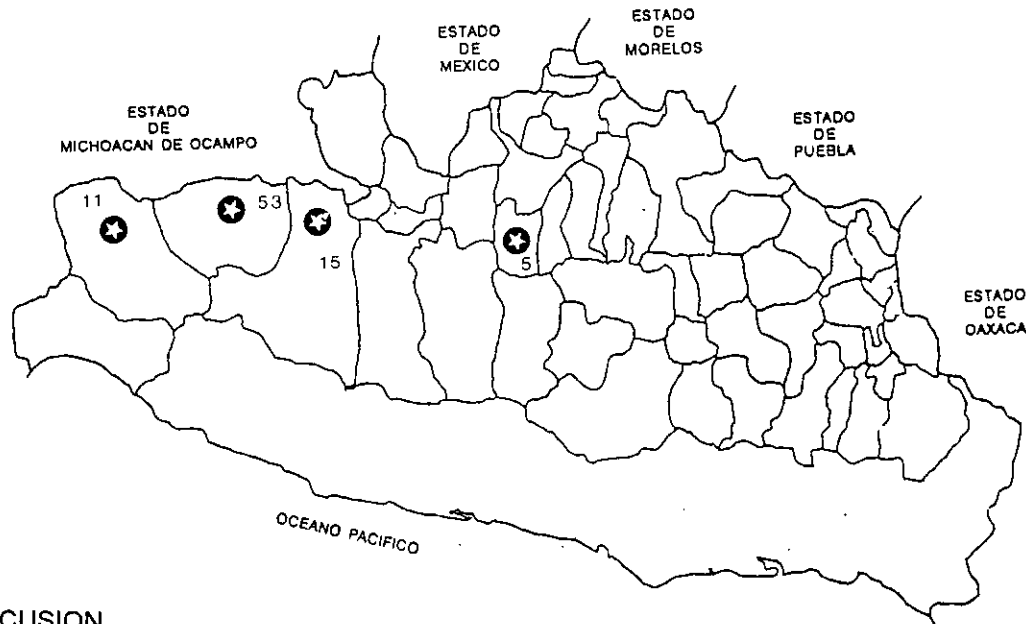 ESTADO
DE
MEXICO
ESTADO
DE
MORELOS
ESTADO
DE
MICHOACAN DE OCAMPO
ESTADO
DE
PUEBLA
11
53
15
5
ESTADO
DE
OAXACA
OCEANO PACIFICO
CUSION